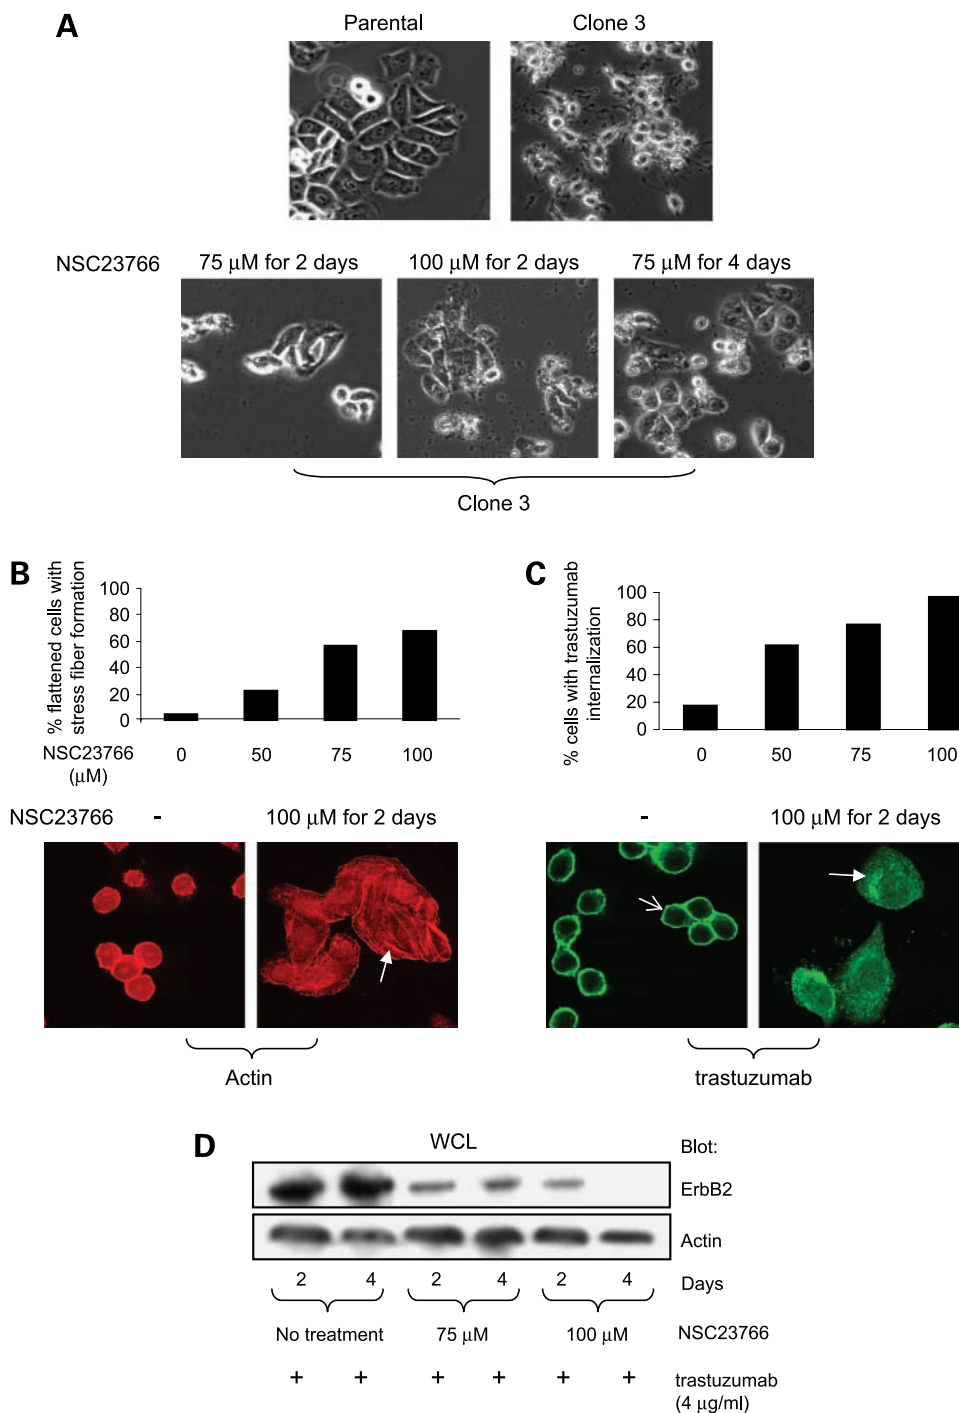 A
Parental
Clone 3
NSC23766
75 μM for 2 days
100 μM for 2 days
75 μM for 4 days
Clone 3
B
% flattened cells with
stress fiber formation
100
80
60
40
20
0
NSC23766
(μM)
0
50
75
100
C
% cells with trastuzumab
internalization
100
80
60
40
20
0
0
50
75
100
NSC23766
-
100 μM for 2 days
-
100 μM for 2 days
Actin
trastuzumab
D
WCL
Blot:
ErbB2
Actin
2 4 2 4 2 4 Days
No treatment 75 μM 100 μM NSC23766
+ + + + + + trastuzumab
(4 μg/ml)